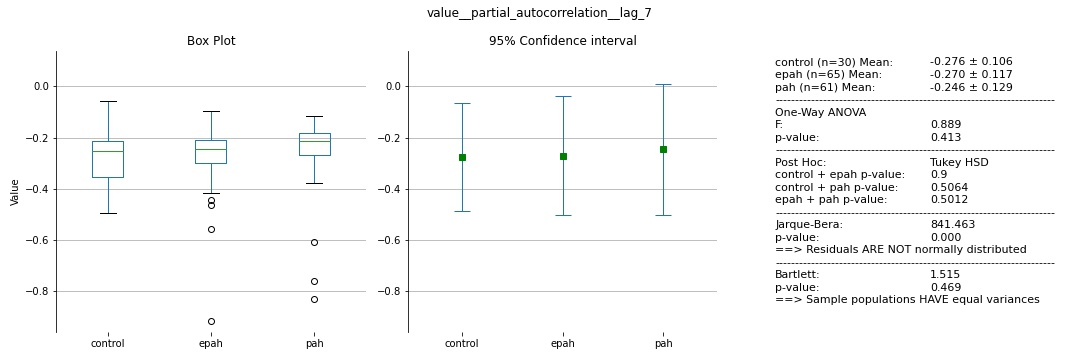 value__partial_autocorrelation__lag_7
Box Plot
Value
0.0
−0.2
−0.4
−0.6
−0.8
control epah pah
95% Confidence interval
0.0
−0.2
−0.4
−0.6
−0.8
control epah pah
control (n=30) Mean: -0.276 ± 0.106
epah (n=65) Mean: -0.270 ± 0.117
pah (n=61) Mean: -0.246 ± 0.129
One-Way ANOVA
F: 0.889
p-value: 0.413
Post Hoc: Tukey HSD
control + epah p-value: 0.9
control + pah p-value: 0.5064
epah + pah p-value: 0.5012
Jarque-Bera: 841.463
p-value: 0.000
==> Residuals ARE NOT normally distributed
Bartlett: 1.515
p-value: 0.469
==> Sample populations HAVE equal variances